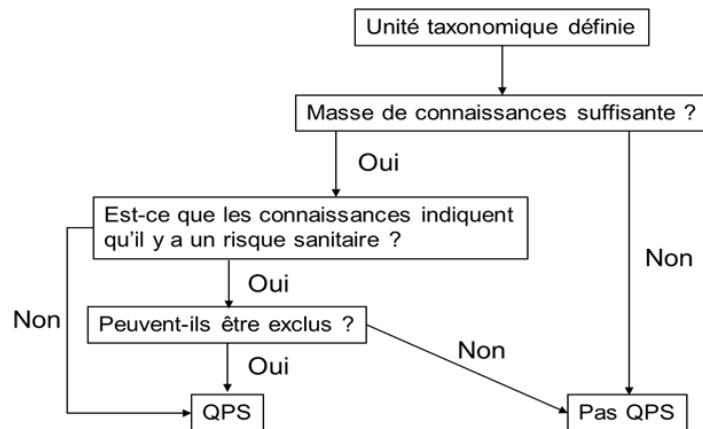 Unité taxonomique définie
Masse de connaissances suffisante ?
Oui
Est-ce que les connaissances indiquent
qu'il y a un risque sanitaire ?
Non
Oui
Non
Peuvent-ils être exclus ?
Non
Oui
QPS
Pas QPS